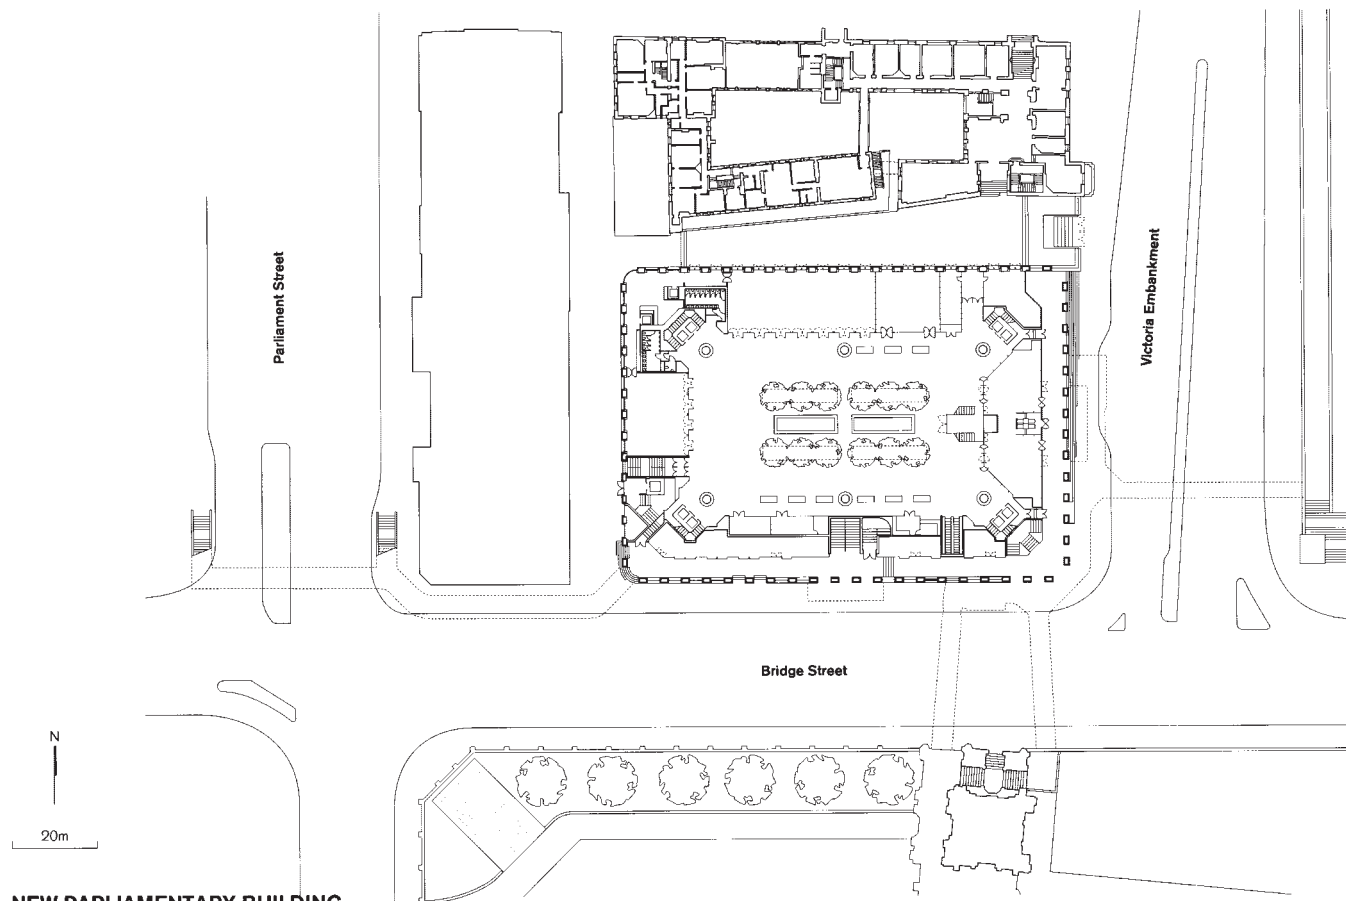 Parliament Street
Victoria Embankment
Bridge Street
N
20m
NEW PARLIAMENTARY BUILDING